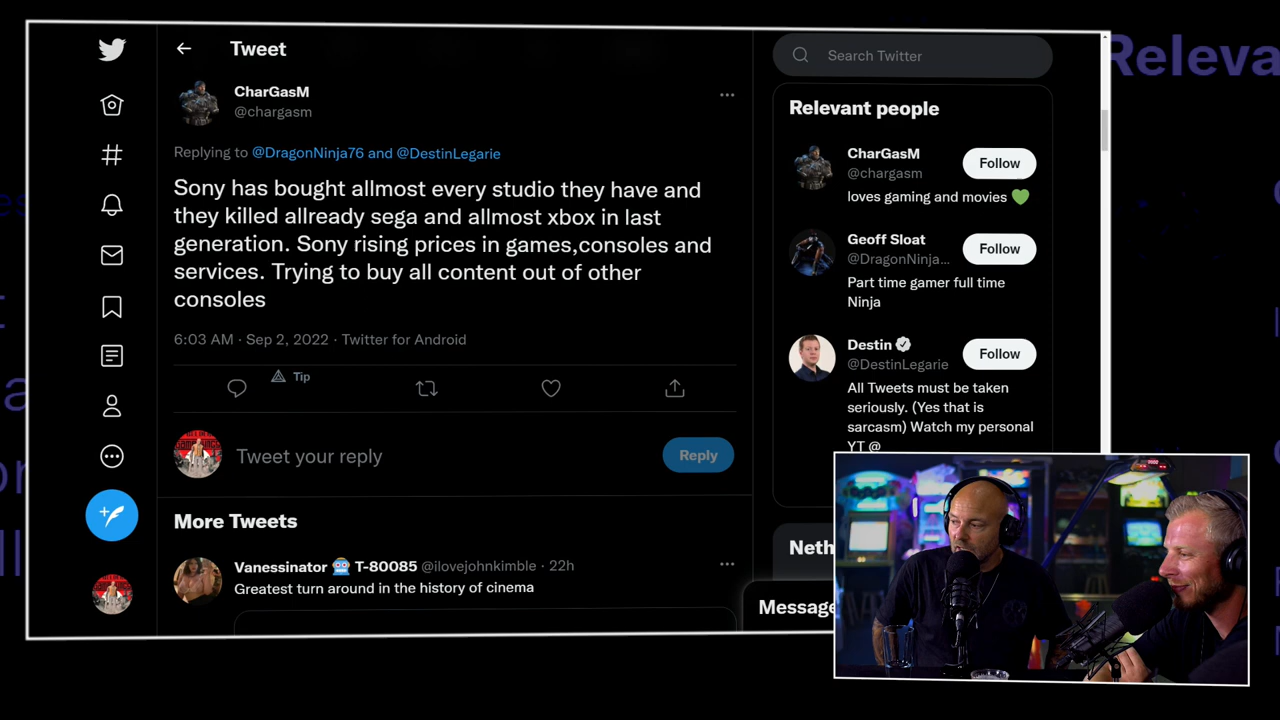 Tweet
CharGasM
@chargasm
Replying to @DragonNinja76 and @DestinLegarie
Sony has bought allmost every studio they have and
they killed allready sega and allmost xbox in last
generation. Sony rising prices in games,consoles and
services. Trying to buy all content out of other
consoles
6:03 AM · Sep 2, 2022 · Twitter for Android
Tip
Tweet your reply
Reply
More Tweets
Vanessinator 🤖 T-80085 @ilovejohnkimble · 22h
Greatest turn around in the history of cinema
Search Twitter
Relevant people
CharGasM
@chargasm
Follow
loves gaming and movies 💚
Geoff Sloat
@DragonNinja...
Follow
Part time gamer full time
Ninja
Destin
@DestinLegarie
Follow
All Tweets must be taken
seriously. (Yes that is
sarcasm) Watch my personal
YT @
Neth
Message
Releva